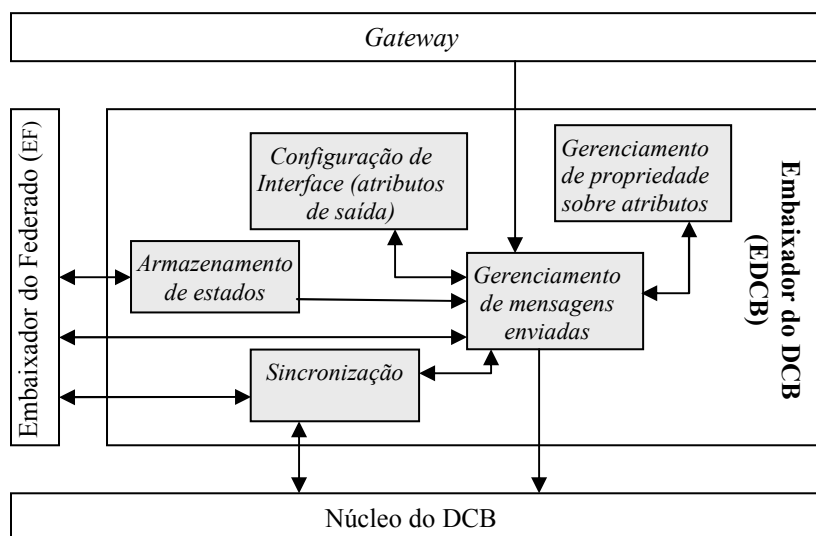 Gateway
Embaixador do Federado (EF)
Configuração de
Interface (atributos
de saída)
Gerenciamento
de propriedade
sobre atributos
Armazenamento
de estados
Gerenciamento
de mensagens
enviadas
Sincronização
Embaixador do DCB
(EDCB)
Núcleo do DCB